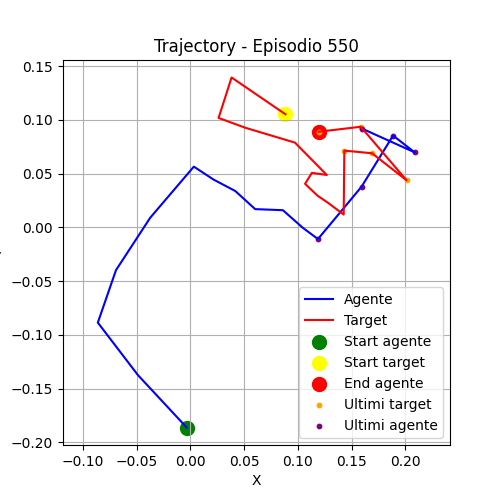 Trajectory - Episodio 550
0.15
0.10
0.05
0.00
−0.05
−0.10
−0.15
−0.20
−0.10
−0.05
0.00
0.05
0.10
0.15
0.20
X
Agente
Target
Start agente
Start target
End agente
Ultimi target
Ultimi agente